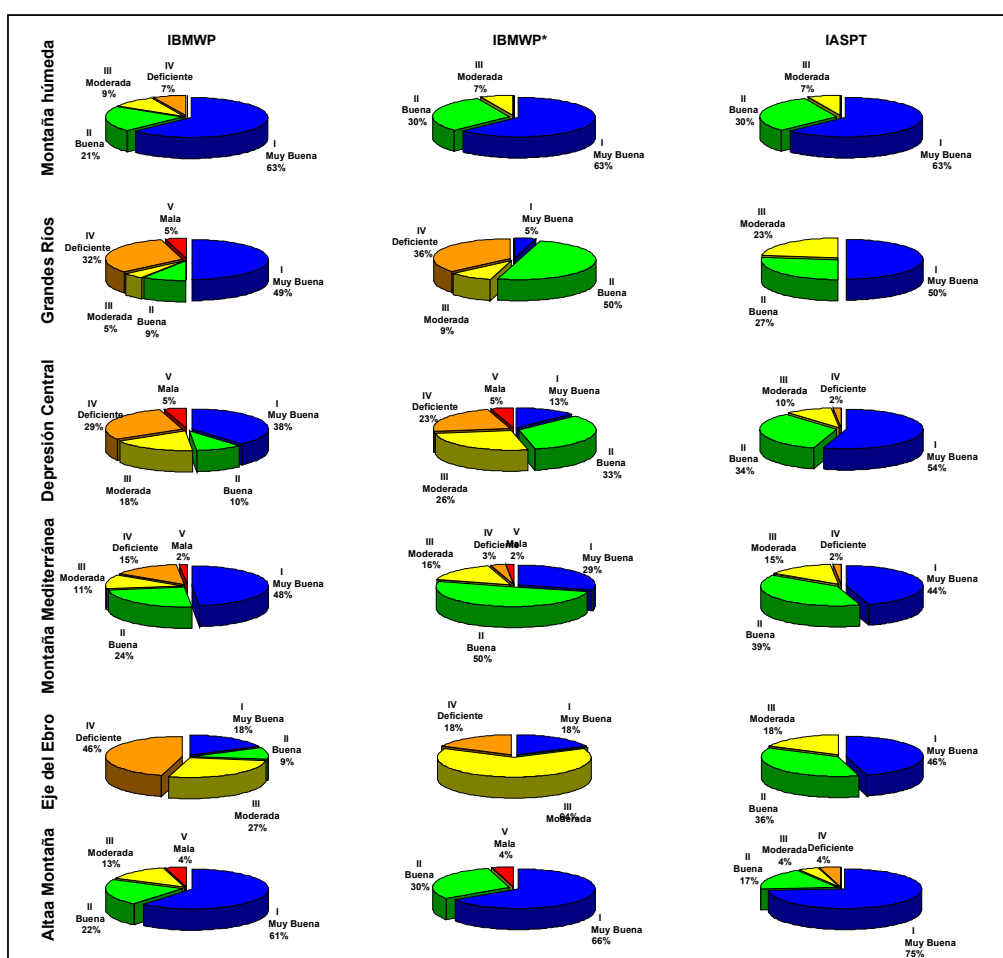 IBMWP
IBMWP*
IASPT
Montaña húmeda
III
Moderada
9%
IV
Deficiente
7%
II
Buena
21%
I
Muy Buena
63%
III
Moderada
7%
II
Buena
30%
I
Muy Buena
63%
III
Moderada
7%
II
Buena
30%
I
Muy Buena
63%
Grandes Ríos
V
Mala
5%
IV
Deficiente
32%
III
Moderada
5%
II
Buena
9%
I
Muy Buena
49%
IV
Deficiente
36%
I
Muy Buena
5%
III
Moderada
9%
II
Buena
50%
III
Moderada
23%
II
Buena
27%
I
Muy Buena
50%
Depresión Central
V
Mala
5%
IV
Deficiente
29%
I
Muy Buena
38%
III
Moderada
18%
II
Buena
10%
V
Mala
5%
IV
Deficiente
23%
I
Muy Buena
13%
III
Moderada
26%
II
Buena
33%
III
Moderada
10%
IV
Deficiente
2%
II
Buena
34%
I
Muy Buena
54%
Montaña Mediterránea
IV
Deficiente
15%
V
Mala
2%
III
Moderada
11%
I
Muy Buena
48%
II
Buena
24%
III
Moderada
16%
IV
Deficiente
3%
V
Mala
2%
I
Muy Buena
29%
II
Buena
50%
III
Moderada
15%
IV
Deficiente
2%
I
Muy Buena
44%
II
Buena
39%
Eje del Ebro
IV
Deficiente
46%
I
Muy Buena
18%
II
Buena
9%
III
Moderada
27%
IV
Deficiente
18%
I
Muy Buena
18%
III
Moderada
III
Moderada
18%
I
Muy Buena
46%
II
Buena
36%
Altaa Montaña
III
Moderada
13%
V
Mala
4%
II
Buena
22%
I
Muy Buena
61%
V
Mala
4%
II
Buena
30%
I
Muy Buena
66%
III
Moderada
4%
IV
Deficiente
4%
II
Buena
17%
I
Muy Buena
75%